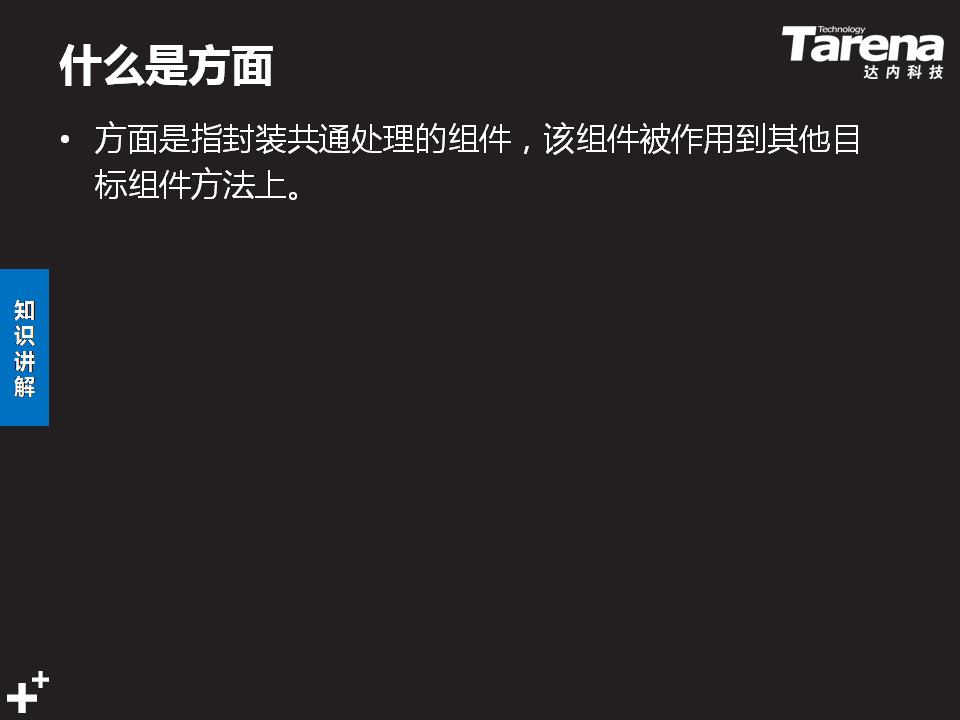 什么是方面
Technology
Tarena
达内科技
• 方面是指封装共通处理的组件，该组件被作用到其他目
标组件方法上。
知
识
讲
解